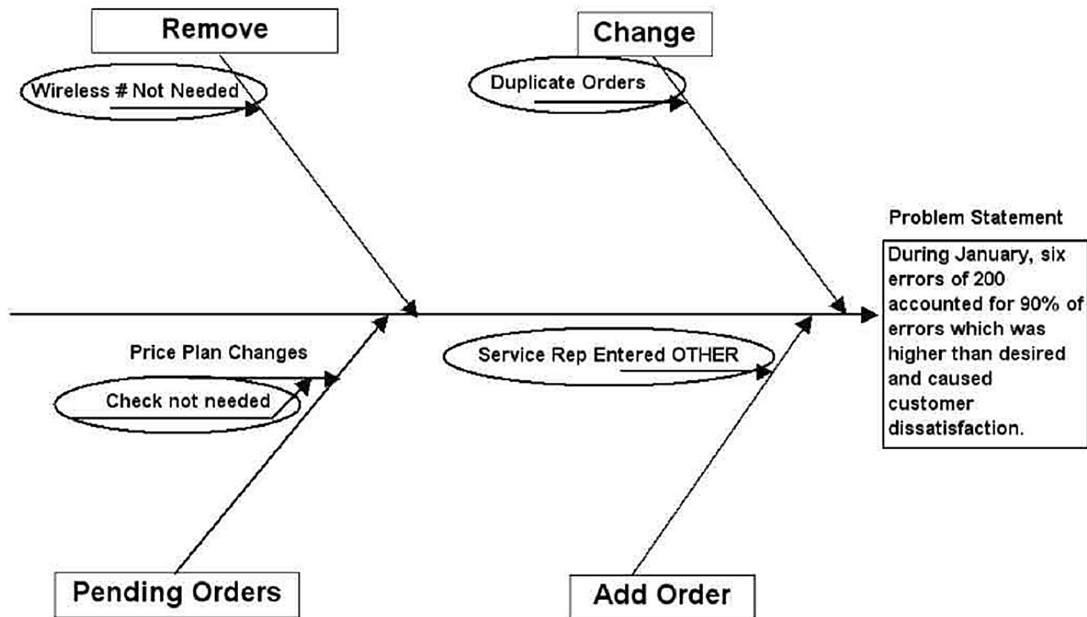 Remove
Change
Wireless # Not Needed
Duplicate Orders
Problem Statement
During January, six
errors of 200
accounted for 90% of
errors which was
higher than desired
and caused
customer
dissatisfaction.
Price Plan Changes
Service Rep Entered OTHER
Check not needed
Pending Orders
Add Order